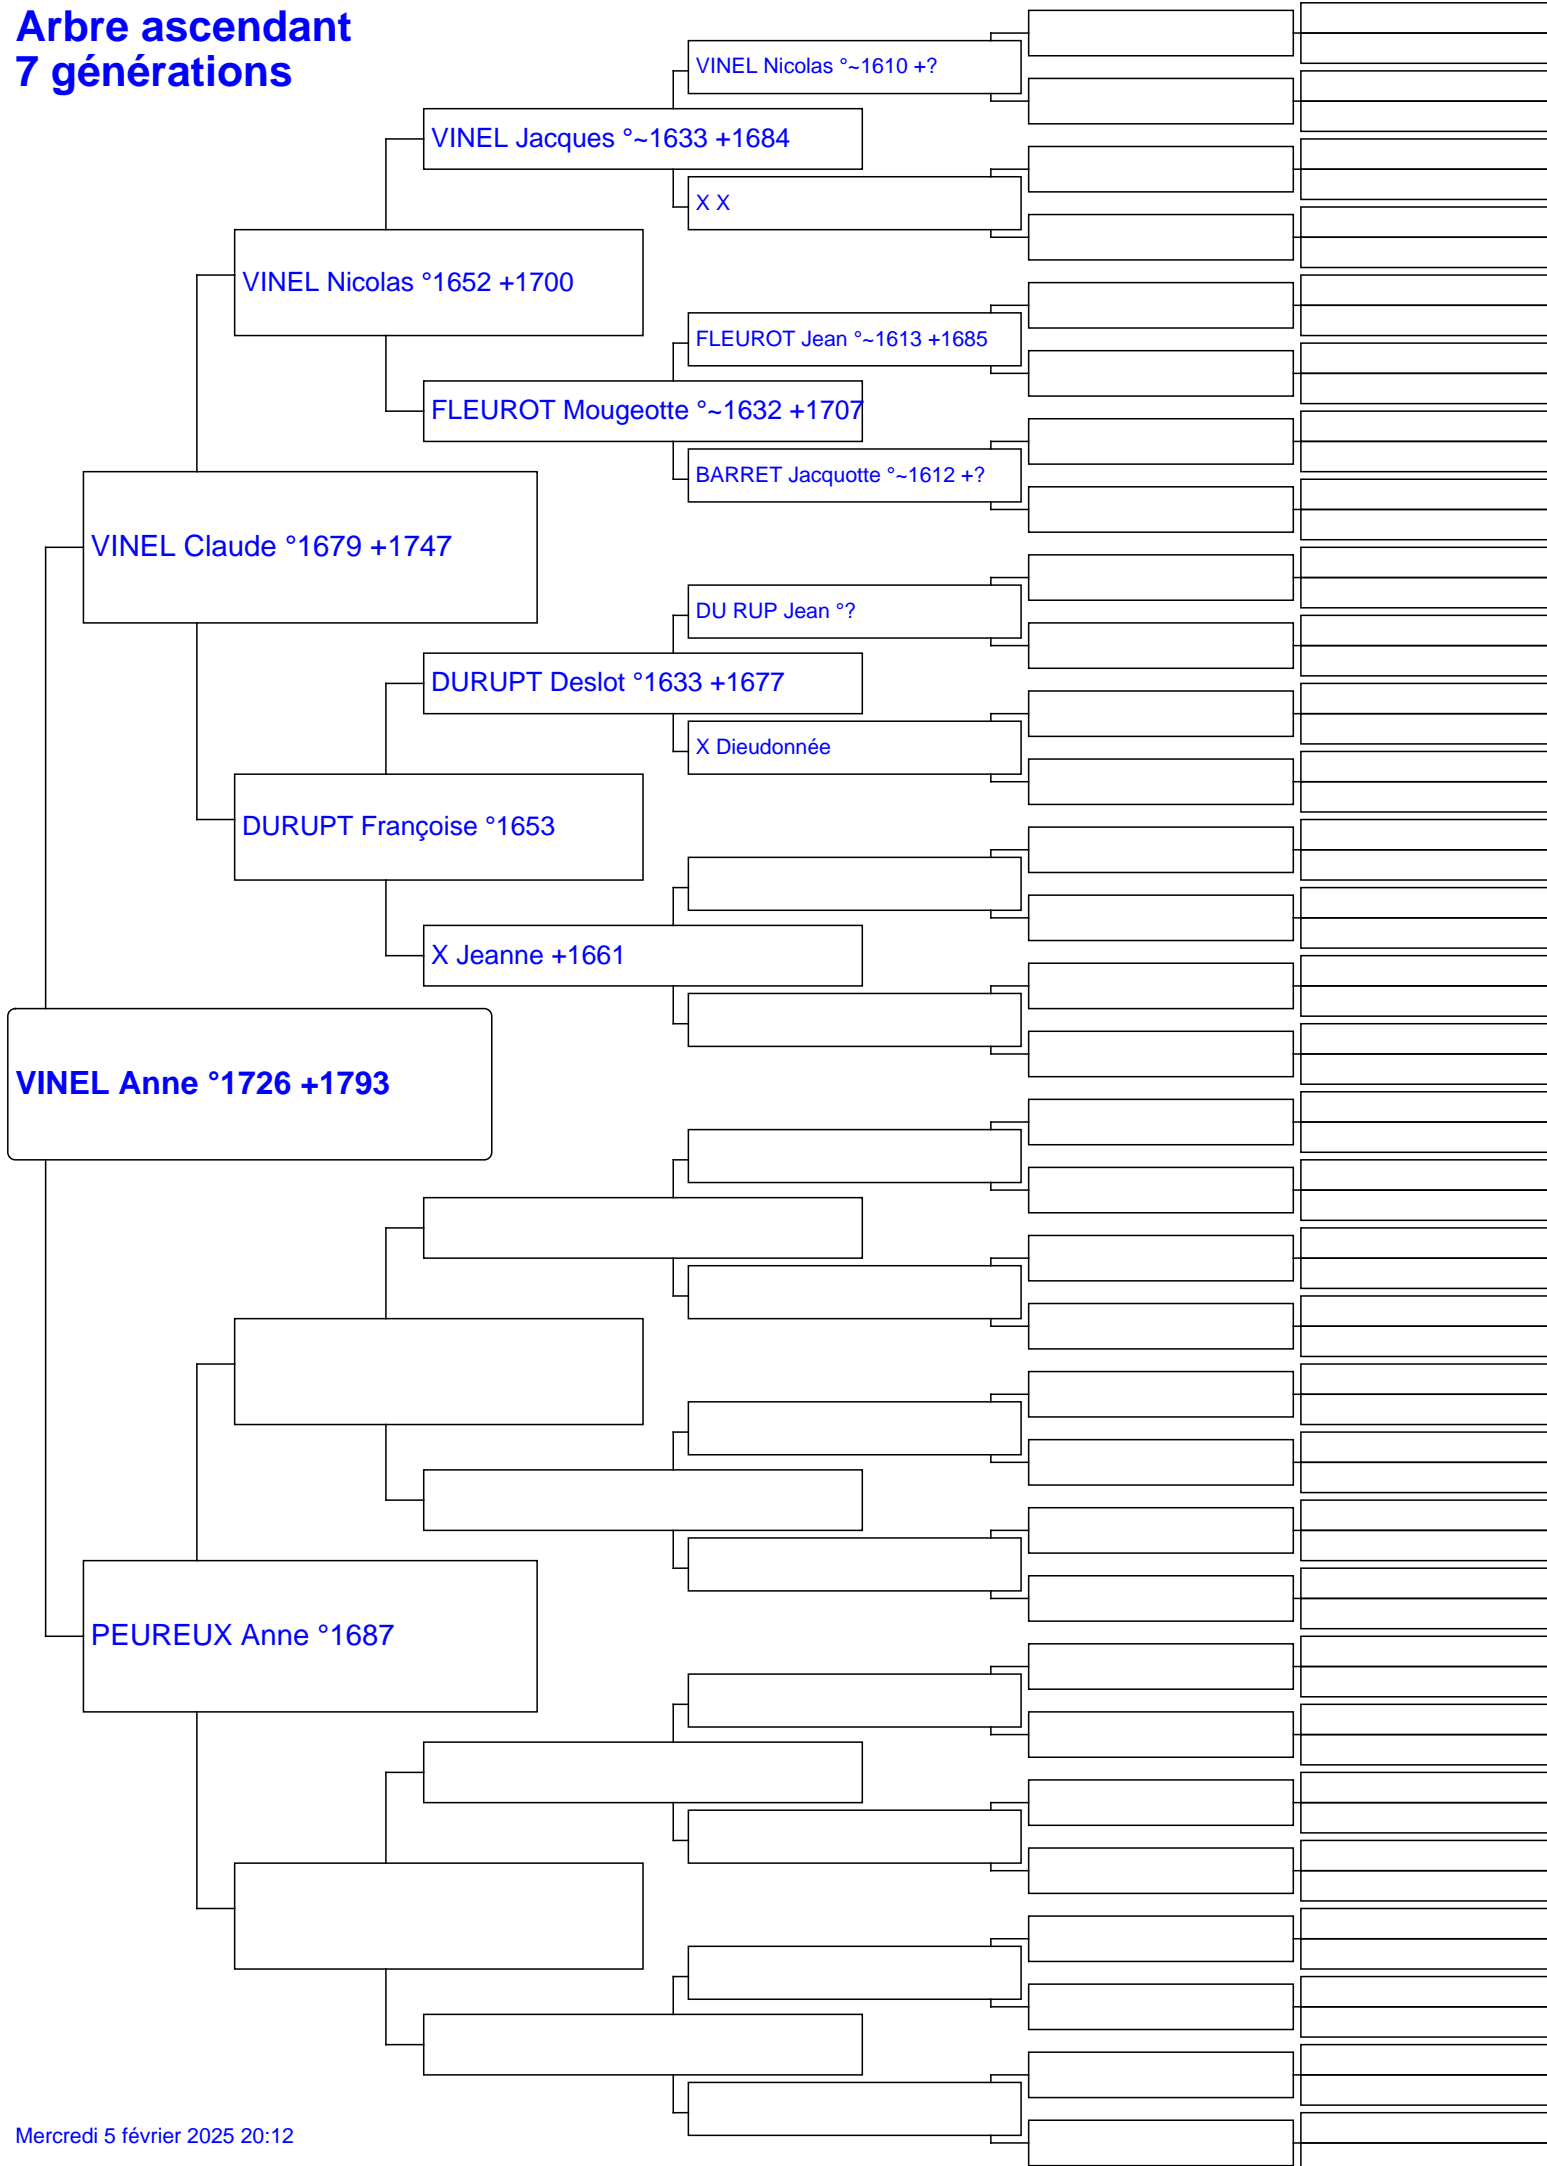 Arbre ascendant
7 générations
VINEL Nicolas °~1610 +?
VINEL Jacques °~1633 +1684
X X
VINEL Nicolas °1652 +1700
FLEUROT Jean °~1613 +1685
FLEUROT Mougeotte °~1632 +1707
BARRET Jacquotte °~1612 +?
VINEL Claude °1679 +1747
DU RUP Jean °?
DURUPT Deslot °1633 +1677
X Dieudonnée
DURUPT Françoise °1653
X Jeanne +1661
VINEL Anne °1726 +1793
PEUREUX Anne °1687
Mercredi 5 février 2025 20:12